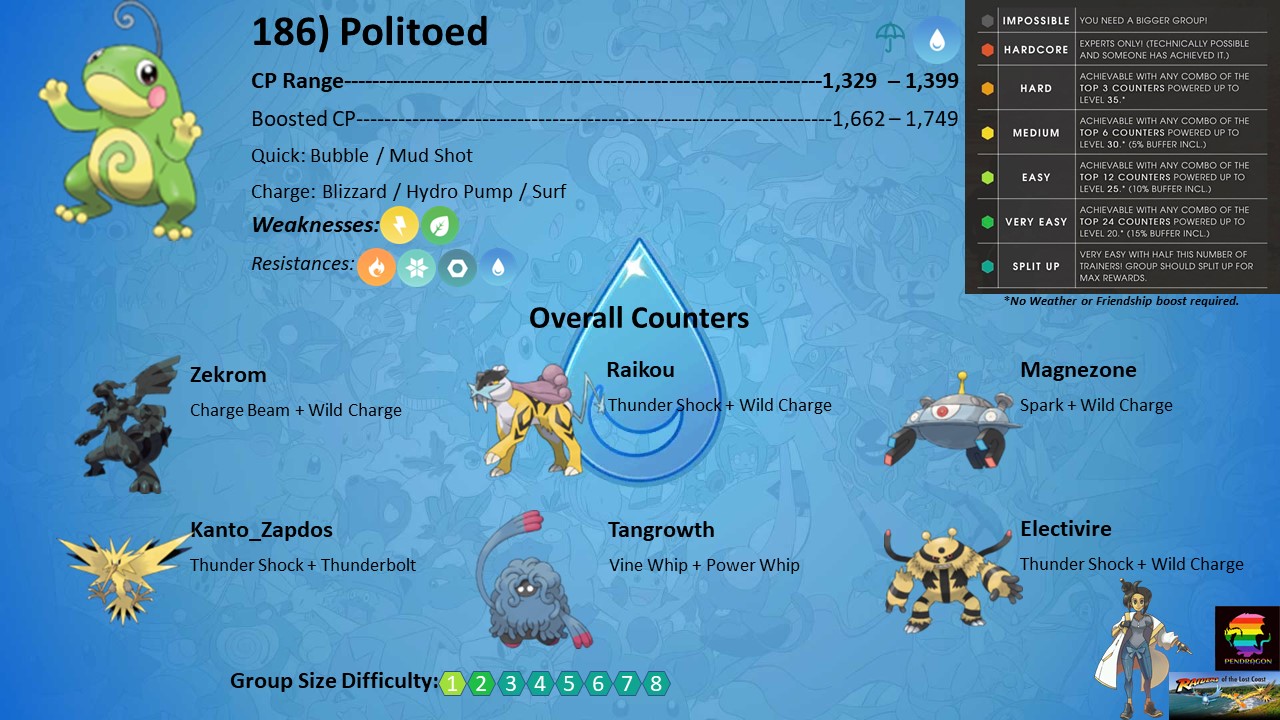 186) Politoed
CP Range--------------------------------------------------------------------1,329 – 1,399
Boosted CP--------------------------------------------------------------------1,662 – 1,749
Quick: Bubble / Mud Shot
Charge: Blizzard / Hydro Pump / Surf
Weaknesses:
Resistances:
IMPOSSIBLE YOU NEED A BIGGER GROUP!
HARDCORE EXPERTS ONLY! (TECHNICALLY POSSIBLE
AND SOMEONE HAS ACHIEVED IT.)
HARD ACHIEVABLE WITH ANY COMBO OF THE
TOP 3 COUNTERS POWERED UP TO
LEVEL 35.*
MEDIUM ACHIEVABLE WITH ANY COMBO OF THE
TOP 6 COUNTERS POWERED UP TO
LEVEL 30.* (5% BUFFER INCL.)
EASY ACHIEVABLE WITH ANY COMBO OF THE
TOP 12 COUNTERS POWERED UP TO
LEVEL 25.* (10% BUFFER INCL.)
VERY EASY ACHIEVABLE WITH ANY COMBO OF THE
TOP 24 COUNTERS POWERED UP TO
LEVEL 20.* (15% BUFFER INCL.)
SPLIT UP VERY EASY WITH HALF THIS NUMBER OF
TRAINERS! GROUP SHOULD SPLIT UP FOR
MAX REWARDS.
*No Weather or Friendship boost required.
Overall Counters
Zekrom
Charge Beam + Wild Charge
Raikou
Thunder Shock + Wild Charge
Magnezone
Spark + Wild Charge
Kanto_Zapdos
Thunder Shock + Thunderbolt
Tangrowth
Vine Whip + Power Whip
Electivire
Thunder Shock + Wild Charge
Group Size Difficulty: 1 2 3 4 5 6 7 8
PENDRAGON
RAIDERS of the Lost Coast